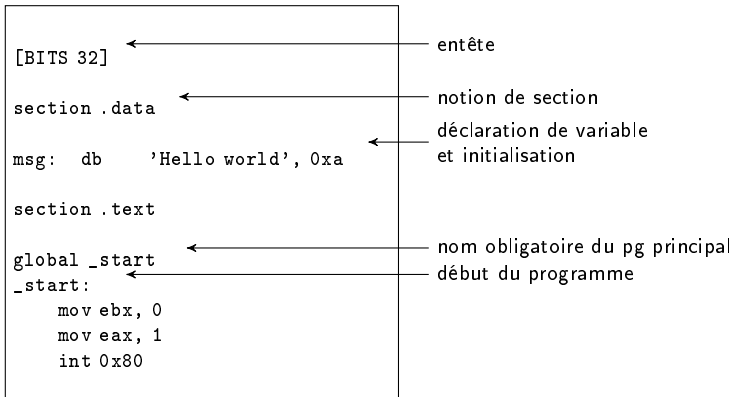 [BITS 32]
entête
section .data
notion de section
msg:  db    'Hello world', 0xa
déclaration de variable
et initialisation
section .text
global _start
nom obligatoire du pg principal
_start:
début du programme
mov ebx, 0
mov eax, 1
int 0x80